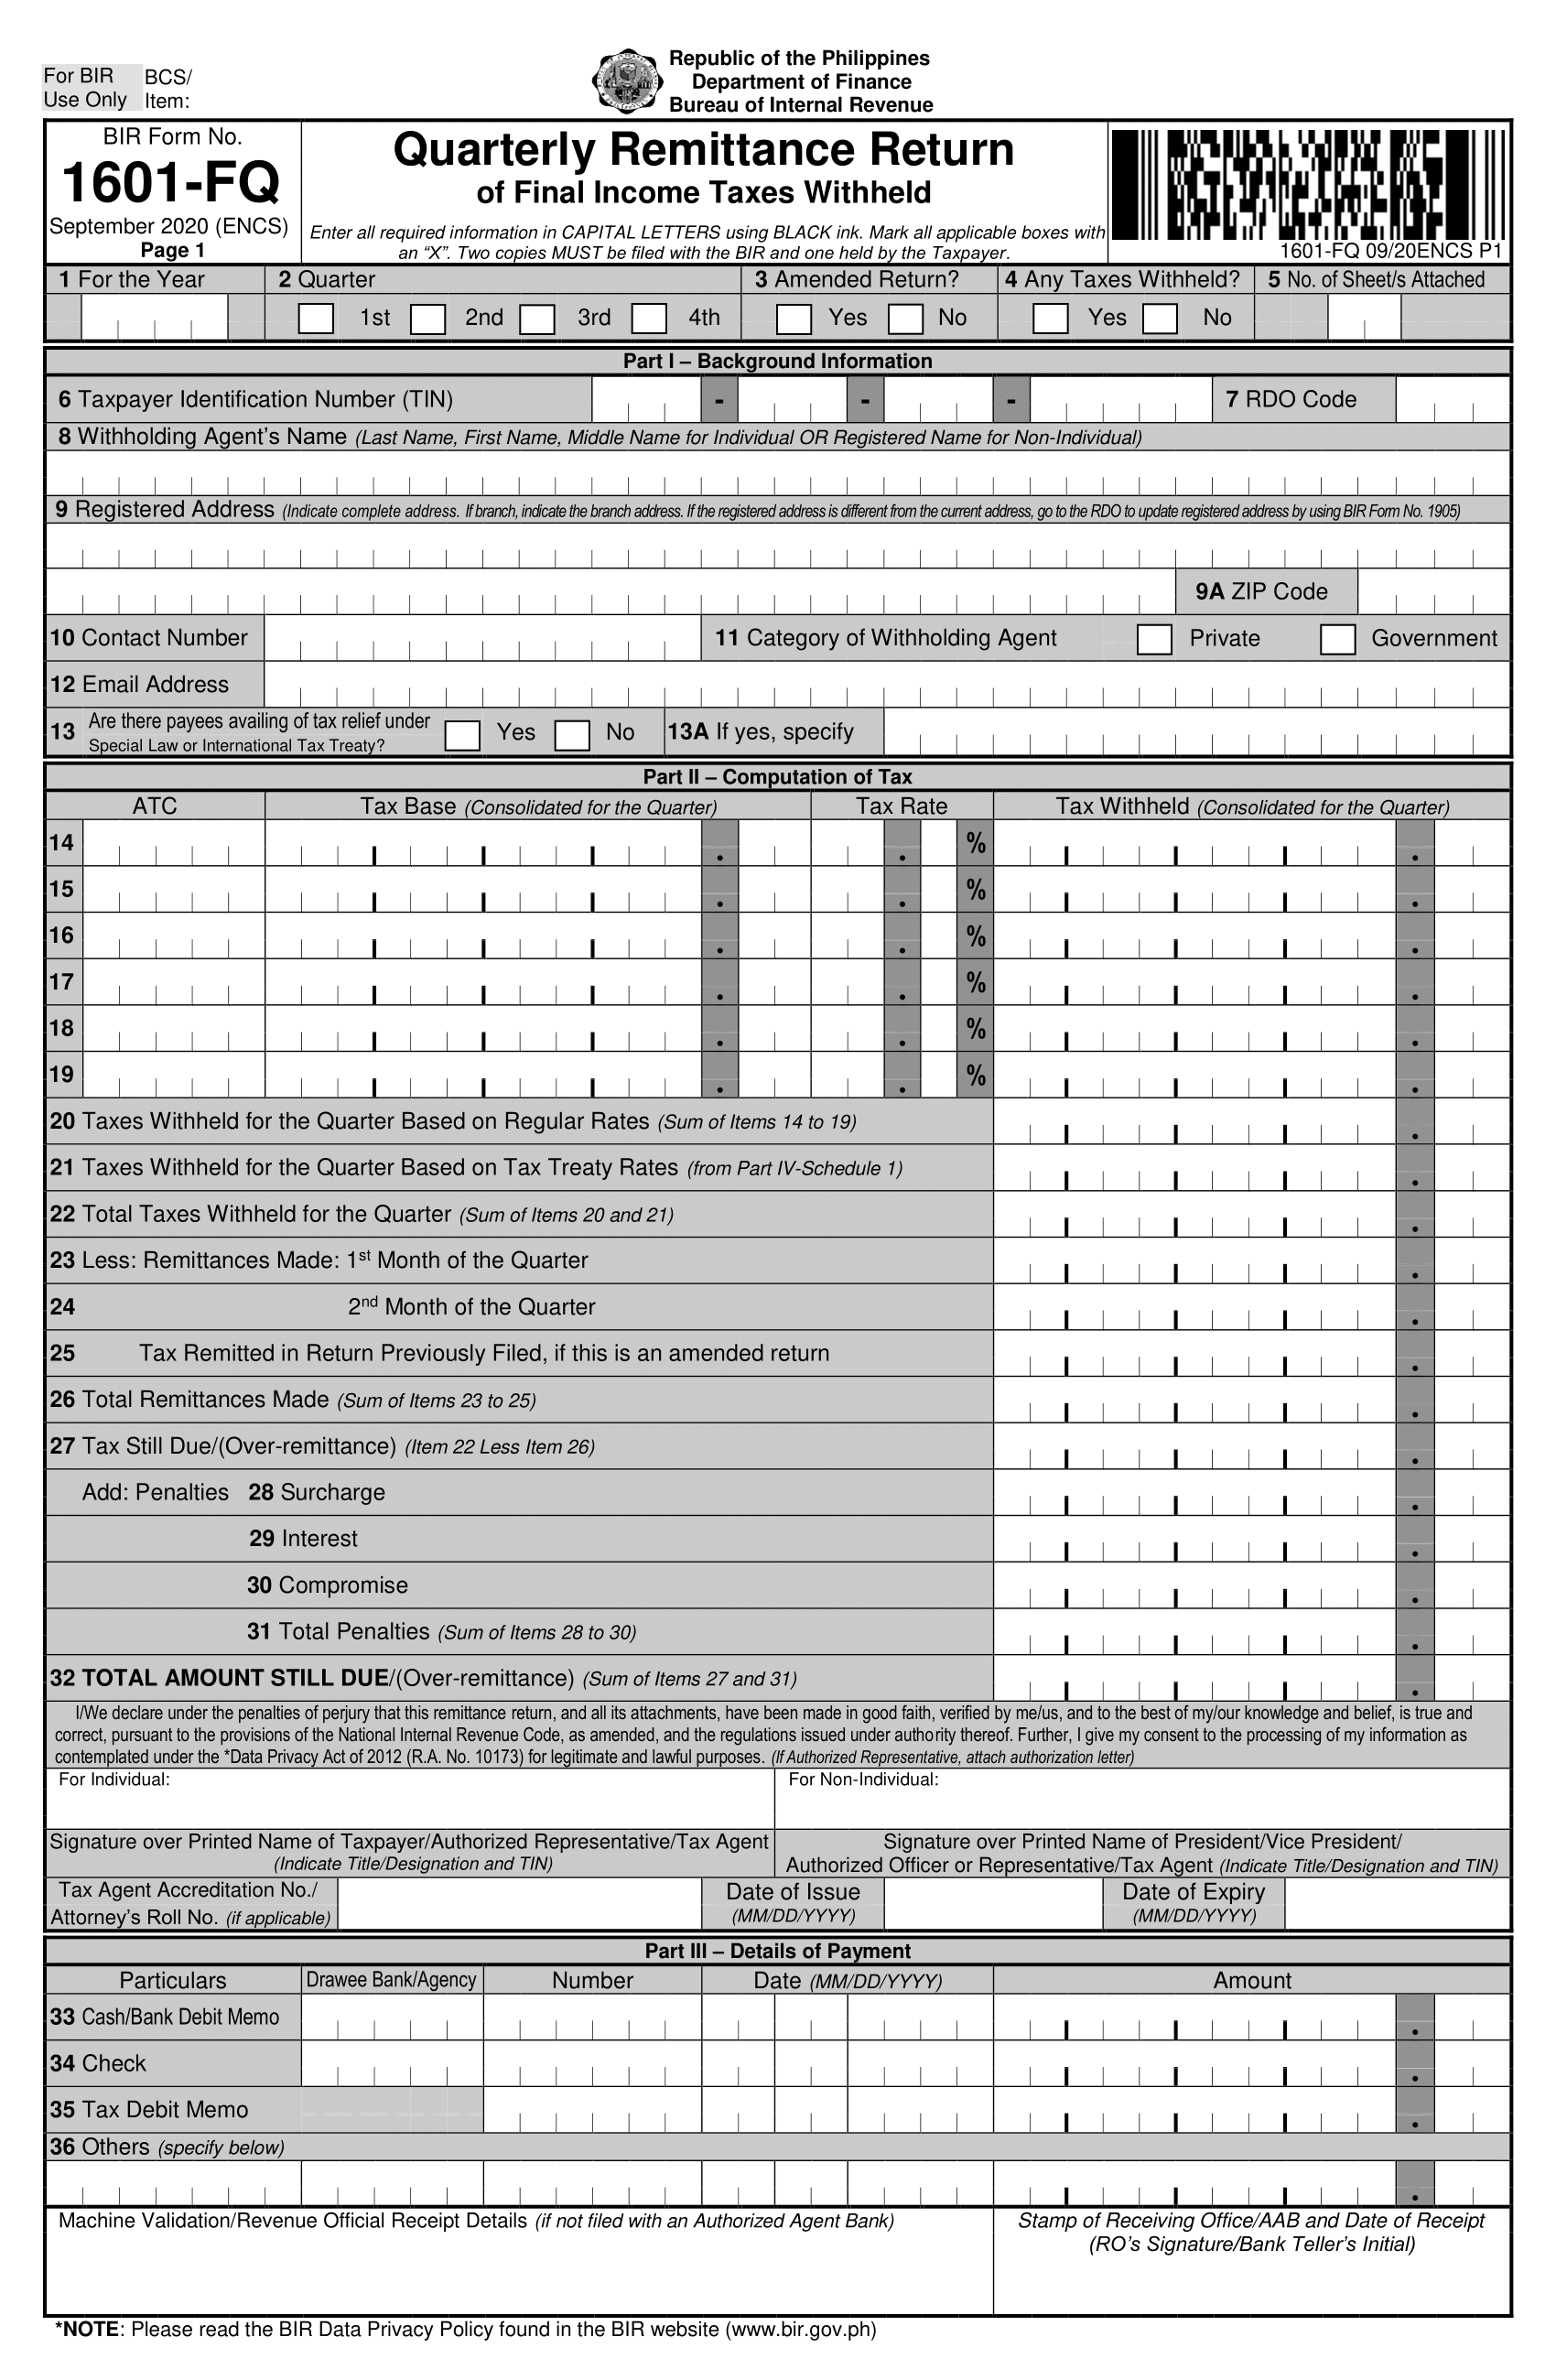 For BIR BCS/
Use Only Item:
Republic of the Philippines
Department of Finance
Bureau of Internal Revenue
BIR Form No.
1601-FQ
September 2020 (ENCS)
Page 1
Quarterly Remittance Return
of Final Income Taxes Withheld
Enter all required information in CAPITAL LETTERS using BLACK ink. Mark all applicable boxes with
an “X”. Two copies MUST be filed with the BIR and one held by the Taxpayer.
1601-FQ 09/20ENCS P1
1 For the Year 2 Quarter 3 Amended Return? 4 Any Taxes Withheld? 5 No. of Sheet/s Attached
1st 2nd 3rd 4th Yes No Yes No
Part I – Background Information
6 Taxpayer Identification Number (TIN) - - - 7 RDO Code
8 Withholding Agent’s Name (Last Name, First Name, Middle Name for Individual OR Registered Name for Non-Individual)
9 Registered Address (Indicate complete address. If branch, indicate the branch address. If the registered address is different from the current address, go to the RDO to update registered address by using BIR Form No. 1905)
9A ZIP Code
10 Contact Number 11 Category of Withholding Agent Private Government
12 Email Address
13 Are there payees availing of tax relief under
Special Law or International Tax Treaty? Yes No 13A If yes, specify
Part II – Computation of Tax
ATC Tax Base (Consolidated for the Quarter) Tax Rate Tax Withheld (Consolidated for the Quarter)
14 . . % .
15 . . % .
16 . . % .
17 . . % .
18 . . % .
19 . . % .
20 Taxes Withheld for the Quarter Based on Regular Rates (Sum of Items 14 to 19) .
21 Taxes Withheld for the Quarter Based on Tax Treaty Rates (from Part IV-Schedule 1) .
22 Total Taxes Withheld for the Quarter (Sum of Items 20 and 21) .
23 Less: Remittances Made: 1st Month of the Quarter .
24 2nd Month of the Quarter .
25 Tax Remitted in Return Previously Filed, if this is an amended return .
26 Total Remittances Made (Sum of Items 23 to 25) .
27 Tax Still Due/(Over-remittance) (Item 22 Less Item 26) .
Add: Penalties 28 Surcharge .
29 Interest .
30 Compromise .
31 Total Penalties (Sum of Items 28 to 30) .
32 TOTAL AMOUNT STILL DUE/(Over-remittance) (Sum of Items 27 and 31) .
I/We declare under the penalties of perjury that this remittance return, and all its attachments, have been made in good faith, verified by me/us, and to the best of my/our knowledge and belief, is true and
correct, pursuant to the provisions of the National Internal Revenue Code, as amended, and the regulations issued under authority thereof. Further, I give my consent to the processing of my information as
contemplated under the *Data Privacy Act of 2012 (R.A. No. 10173) for legitimate and lawful purposes. (If Authorized Representative, attach authorization letter)
For Individual: For Non-Individual:
Signature over Printed Name of Taxpayer/Authorized Representative/Tax Agent
(Indicate Title/Designation and TIN)
Signature over Printed Name of President/Vice President/
Authorized Officer or Representative/Tax Agent (Indicate Title/Designation and TIN)
Tax Agent Accreditation No./
Attorney’s Roll No. (if applicable)
Date of Issue
(MM/DD/YYYY)
Date of Expiry
(MM/DD/YYYY)
Part III – Details of Payment
Particulars Drawee Bank/Agency Number Date (MM/DD/YYYY) Amount
33 Cash/Bank Debit Memo .
34 Check .
35 Tax Debit Memo .
36 Others (specify below)
.
Machine Validation/Revenue Official Receipt Details (if not filed with an Authorized Agent Bank)
Stamp of Receiving Office/AAB and Date of Receipt
(RO’s Signature/Bank Teller’s Initial)
*NOTE: Please read the BIR Data Privacy Policy found in the BIR website (www.bir.gov.ph)